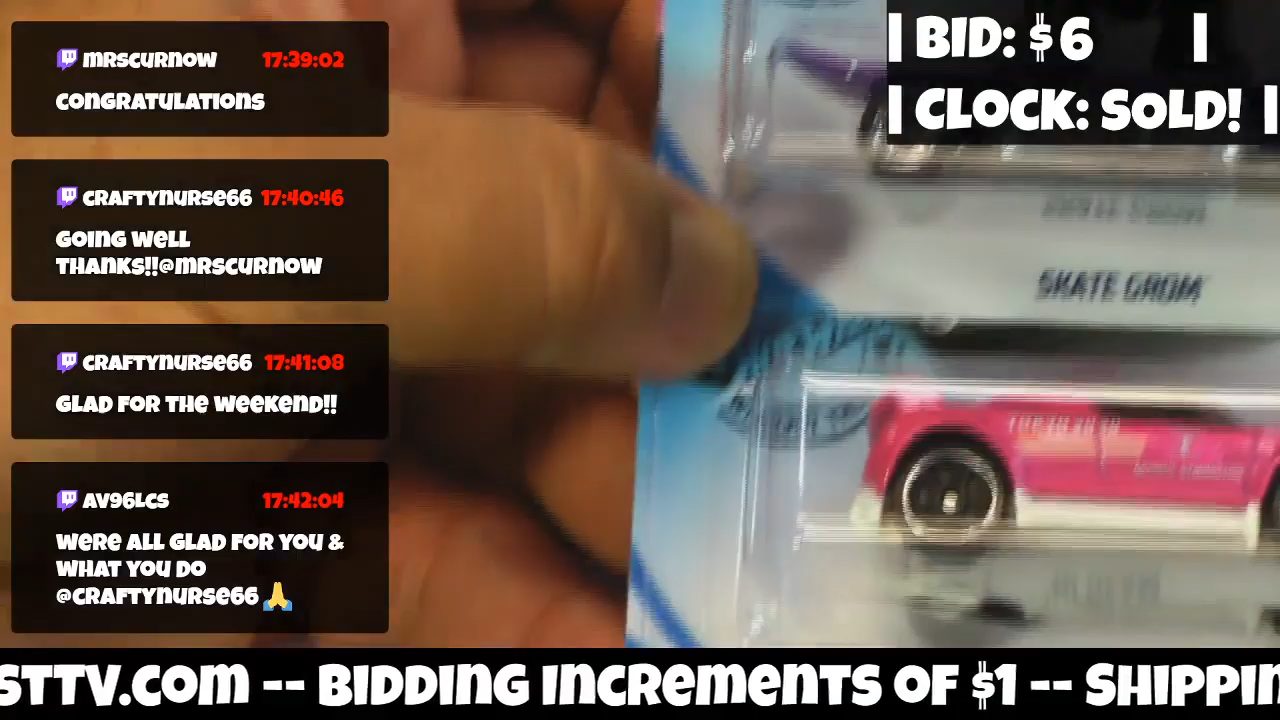 mrscurnow 17:39:02
congratulations
craftynurse66 17:40:46
going well
thanks!!@mrscurnow
craftynurse66 17:41:08
glad for the weekend!!
av96lcs 17:42:04
were all glad for you &
what you do
@craftynurse66 🙏
| BID: $6 |
| CLOCK: SOLD! |
SKATE GROM
STTV.com -- Bidding increments of $1 -- Shippin